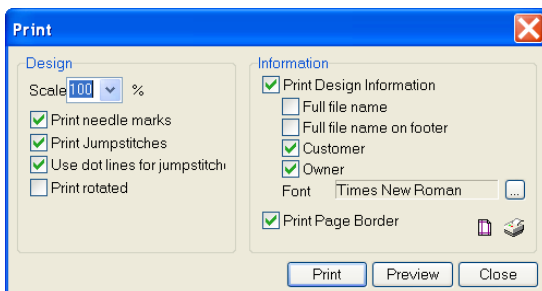 Print
Design
Scale 100 %
Print needle marks
Print Jumpstitches
Use dot lines for jumpstitch
Print rotated
Information
Print Design Information
Full file name
Full file name on footer
Customer
Owner
Font Times New Roman ...
Print Page Border
Print Preview Close